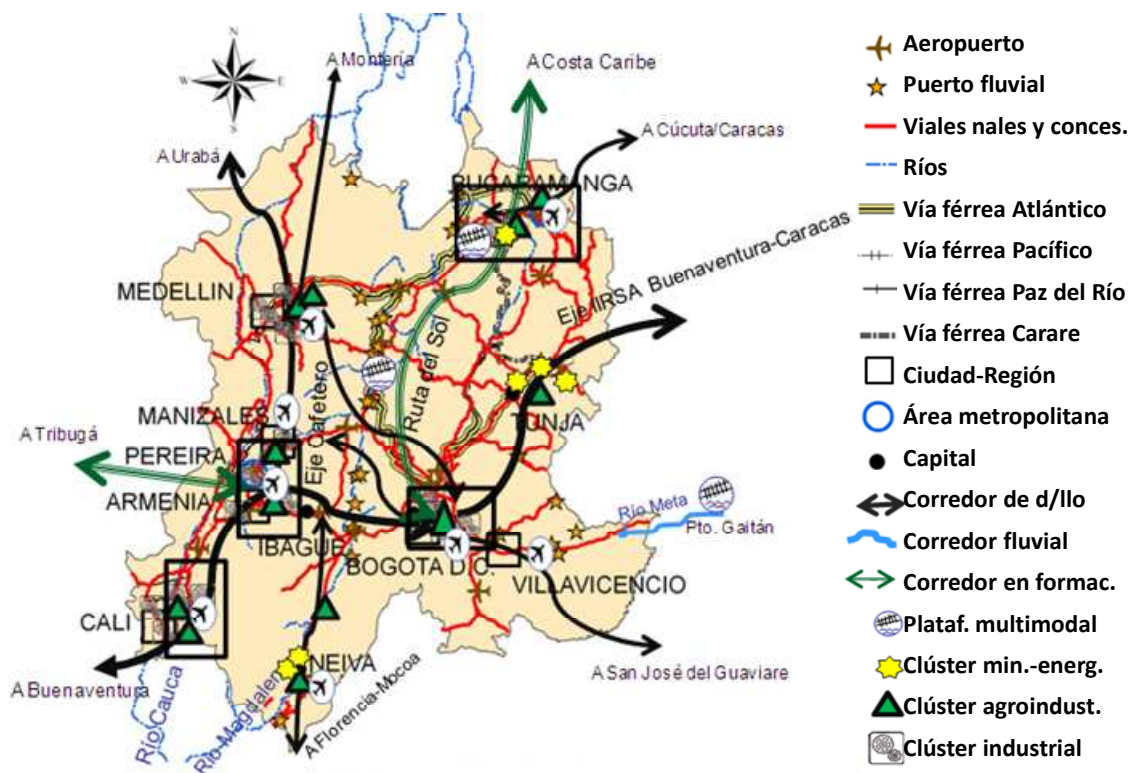 N
W
E
S
A Montería
A Costa Caribe
A Cúcuta/Caracas
A Urabá
BUCARAMANGA
Eje IIRSA Buenaventura-Caracas
MEDELLIN
Ruta del Sol
Eje Cafetero
MANIZALES
TUNJA
A Tribugá
PEREIRA
ARMENIA
Río Meta
Pto. Gaitán
IBAGUE
BOGOTA D.C.
VILLAVICENCIO
CALI
NEIVA
A San José del Guaviare
A Buenaventura
Río Cauca
Río-Magdalen
A Florencia-Mocoa
Aeropuerto
Puerto fluvial
Viales nales y conces.
Ríos
Vía férrea Atlántico
Vía férrea Pacífico
Vía férrea Paz del Río
Vía férrea Carare
Ciudad-Región
Área metropolitana
Capital
Corredor de d/llo
Corredor fluvial
Corredor en formac.
Plataf. multimodal
Clúster min.-energ.
Clúster agroindust.
Clúster industrial